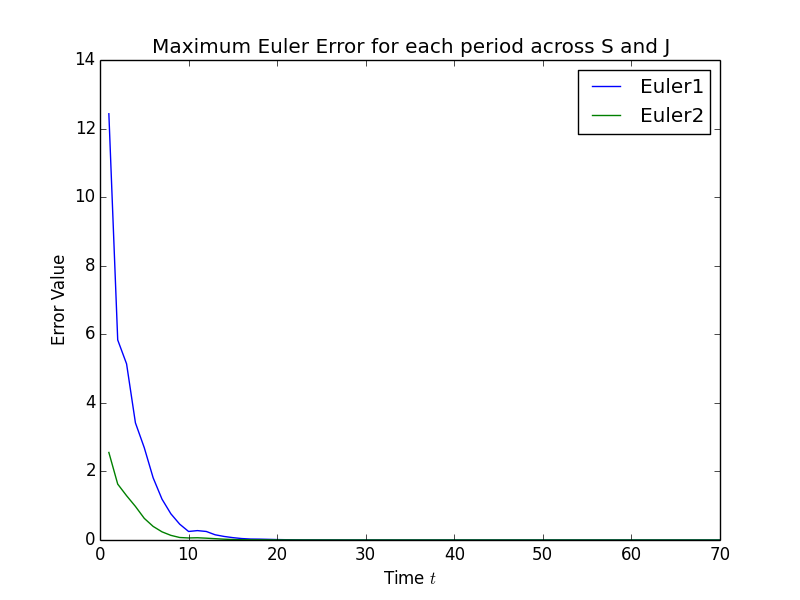 Maximum Euler Error for each period across S and J
14
12
10
8
6
4
2
0
Error Value
Euler1
Euler2
0 10 20 30 40 50 60 70
Time t